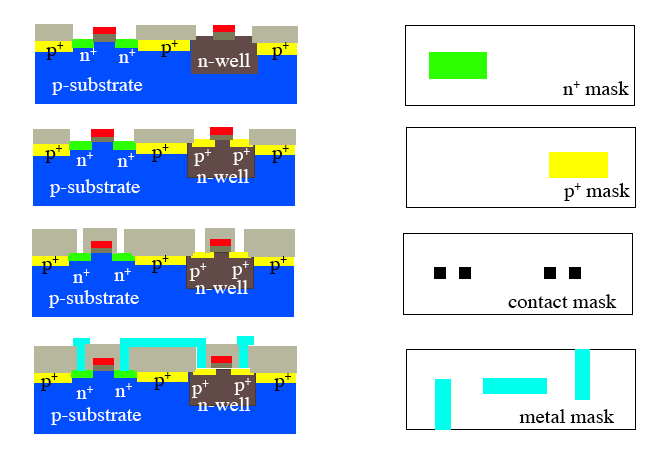 p⁺ n⁺ n⁺ p⁺ n-well p⁺
p-substrate
n⁺ mask
p⁺ n⁺ n⁺ p⁺ p⁺ p⁺ p⁺
n-well
p-substrate
p⁺ mask
p⁺ n⁺ n⁺ p⁺ p⁺ p⁺ p⁺
n-well
p-substrate
contact mask
p⁺ n⁺ n⁺ p⁺ p⁺ p⁺ p⁺
n-well
p-substrate
metal mask